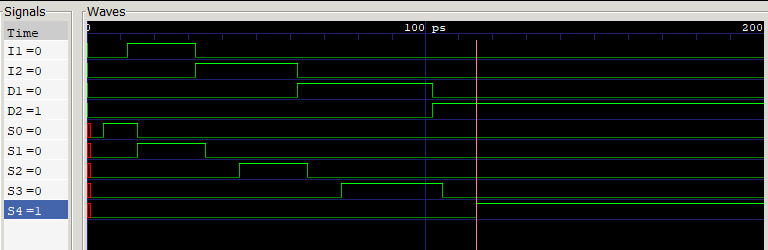 Signals
Waves
Time
0
100 ps
200
I1=0
I2=0
D1=0
D2=1
S0=0
S1=0
S2=0
S3=0
S4=1